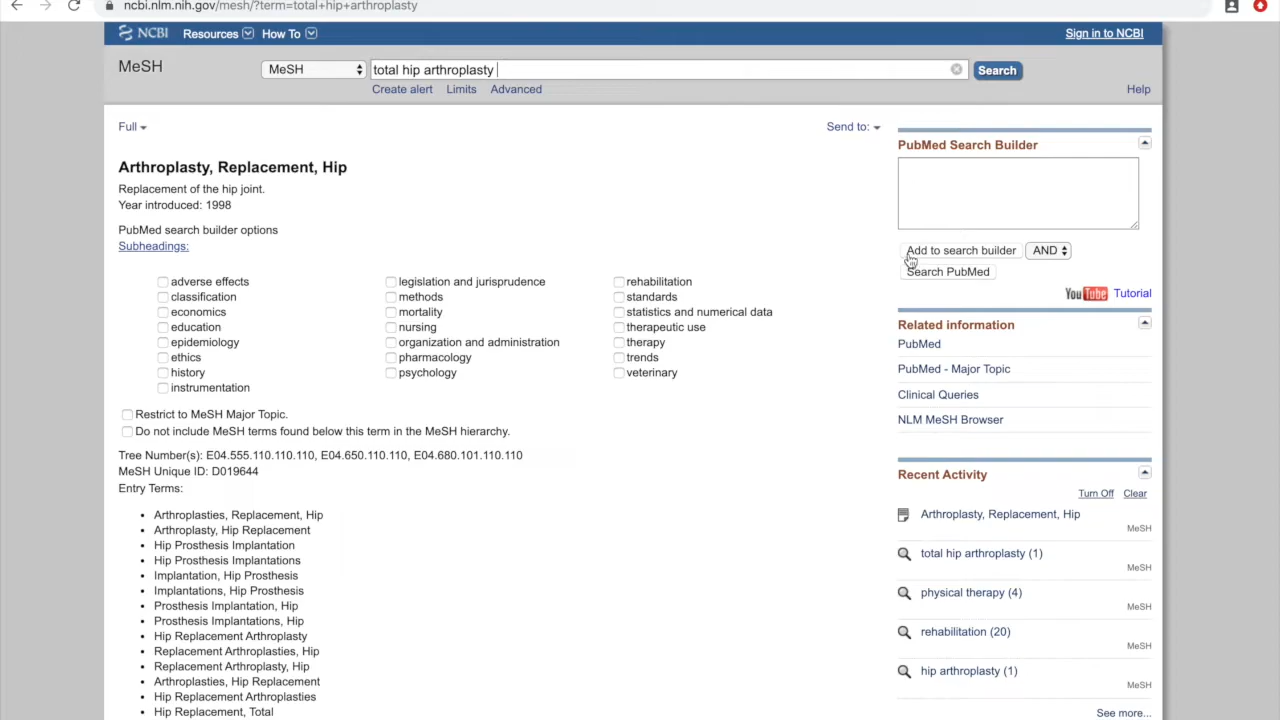 ncbi.nlm.nih.gov/mesh/?term=total+hip+arthroplasty
NCBI Resources How To Sign in to NCBI
MeSH MeSH total hip arthroplasty Search
Create alert Limits Advanced Help
Full Send to:
Arthroplasty, Replacement, Hip
Replacement of the hip joint.
Year introduced: 1998
PubMed search builder options
Subheadings:
adverse effects
classification
economics
education
epidemiology
ethics
history
instrumentation
legislation and jurisprudence
methods
mortality
nursing
organization and administration
pharmacology
psychology
rehabilitation
standards
statistics and numerical data
therapeutic use
therapy
trends
veterinary
Restrict to MeSH Major Topic.
Do not include MeSH terms found below this term in the MeSH hierarchy.
Tree Number(s): E04.555.110.110.110, E04.650.110.110, E04.680.101.110.110
MeSH Unique ID: D019644
Entry Terms:
• Arthroplasties, Replacement, Hip
• Arthroplasty, Hip Replacement
• Hip Prosthesis Implantation
• Hip Prosthesis Implantations
• Implantation, Hip Prosthesis
• Implantations, Hip Prosthesis
• Prosthesis Implantation, Hip
• Prosthesis Implantations, Hip
• Hip Replacement Arthroplasty
• Replacement Arthroplasties, Hip
• Replacement Arthroplasty, Hip
• Arthroplasties, Hip Replacement
• Hip Replacement Arthroplasties
• Hip Replacement, Total
PubMed Search Builder
Add to search builder AND
Search PubMed
YouTube Tutorial
Related information
PubMed
PubMed - Major Topic
Clinical Queries
NLM MeSH Browser
Recent Activity
Turn Off Clear
Arthroplasty, Replacement, Hip
MeSH
total hip arthroplasty (1)
MeSH
physical therapy (4)
MeSH
rehabilitation (20)
MeSH
hip arthroplasty (1)
MeSH
See more...